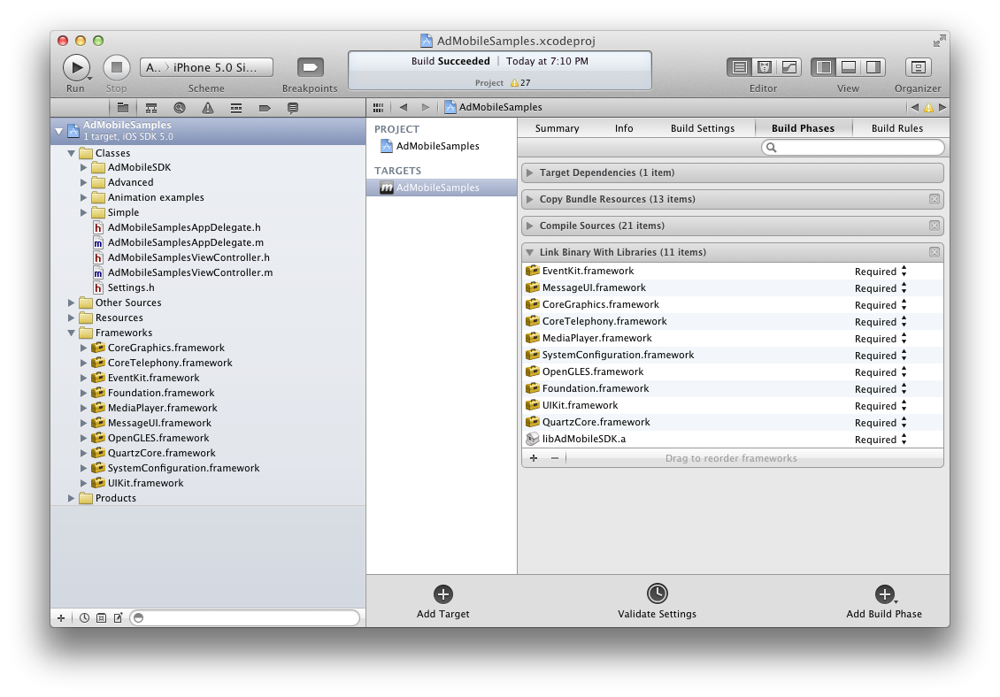 AdMobileSamples.xcodeproj
Run
Stop
A.. 〉 iPhone 5.0 Si...
Scheme
Breakpoints
Build Succeeded | Today at 7:10 PM
Project 27
Editor
View
Organizer
AdMobileSamples
1 target, iOS SDK 5.0
Classes
AdMobileSDK
Advanced
Animation examples
Simple
h AdMobileSamplesAppDelegate.h
m AdMobileSamplesAppDelegate.m
h AdMobileSamplesViewController.h
m AdMobileSamplesViewController.m
h Settings.h
Other Sources
Resources
Frameworks
CoreGraphics.framework
CoreTelephony.framework
EventKit.framework
Foundation.framework
MediaPlayer.framework
MessageUI.framework
OpenGLES.framework
QuartzCore.framework
SystemConfiguration.framework
UIKit.framework
Products
AdMobileSamples
PROJECT
AdMobileSamples
TARGETS
m AdMobileSamples
Summary
Info
Build Settings
Build Phases
Build Rules
Target Dependencies (1 item)
Copy Bundle Resources (13 items)
Compile Sources (21 items)
Link Binary With Libraries (11 items)
EventKit.framework Required
MessageUI.framework Required
CoreGraphics.framework Required
CoreTelephony.framework Required
MediaPlayer.framework Required
SystemConfiguration.framework Required
OpenGLES.framework Required
Foundation.framework Required
UIKit.framework Required
QuartzCore.framework Required
libAdMobileSDK.a Required
+ − Drag to reorder frameworks
Add Target
Validate Settings
Add Build Phase